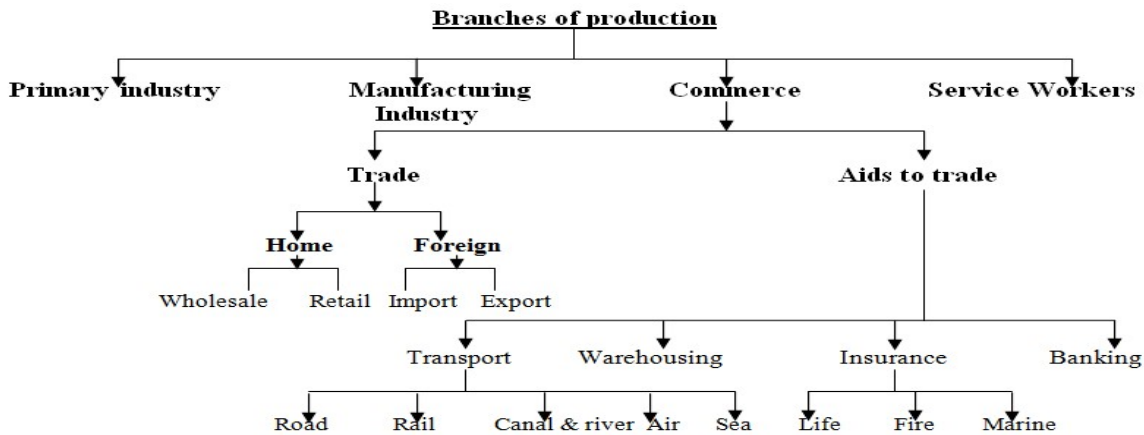 Branches of production
Primary industry Manufacturing Commerce Service Workers
Industry
Trade Aids to trade
Home Foreign
Wholesale Retail Import Export
Transport Warehousing Insurance Banking
Road Rail Canal & river Air Sea Life Fire Marine